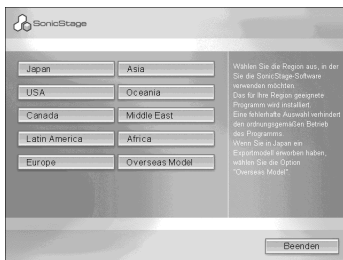 SonicStage
Japan
Asia
USA
Oceania
Canada
Middle East
Latin America
Africa
Europe
Overseas Model
Wählen Sie die Region aus, in der
Sie die SonicStage-Software
verwenden möchten.
Das für Ihre Region geeignete
Programm wird installiert.
Eine fehlerhafte Auswahl verhindert
den ordnungsgemäßen Betrieb
des Programms.
Wenn Sie in Japan ein
Exportmodell erworben haben,
wählen Sie die Option
"Overseas Model".
Beenden